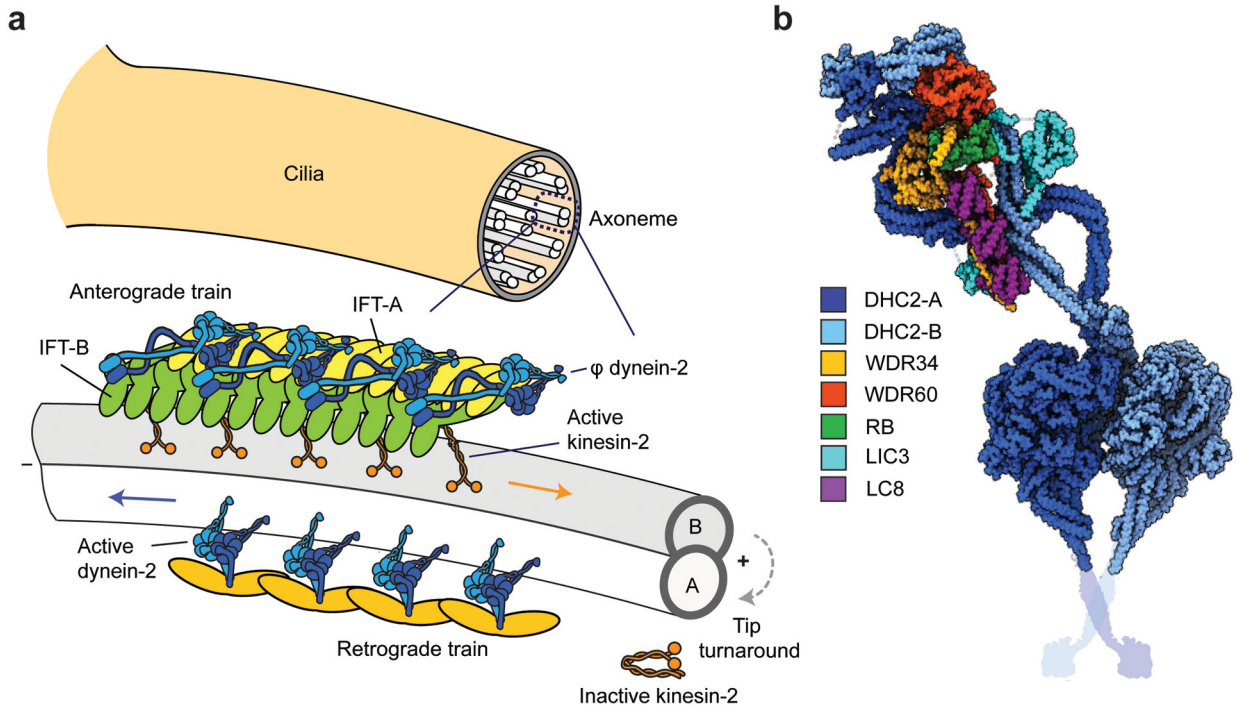 a
Cilia
Axoneme
Anterograde train
IFT-A
IFT-B
φ dynein-2
Active
kinesin-2
–
B
+
A
Active
dynein-2
Tip
turnaround
Retrograde train
Inactive kinesin-2
b
DHC2-A
DHC2-B
WDR34
WDR60
RB
LIC3
LC8